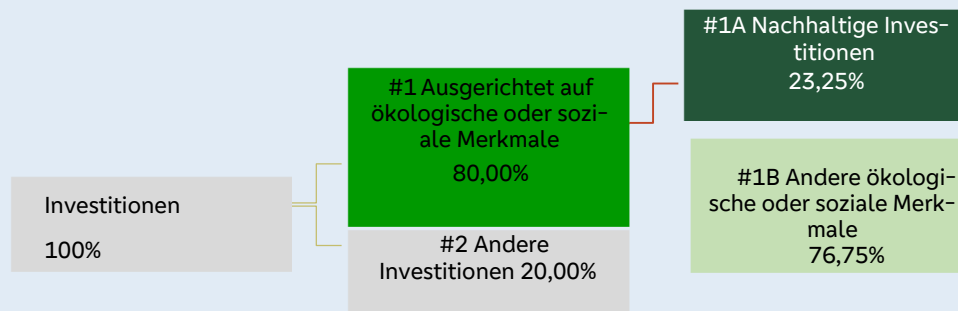 Investitionen
100%
#1 Ausgerichtet auf
ökologische oder sozi-
ale Merkmale
80,00%
#2 Andere
Investitionen 20,00%
#1A Nachhaltige Inves-
titionen
23,25%
#1B Andere ökologi-
sche oder soziale Merk-
male
76,75%